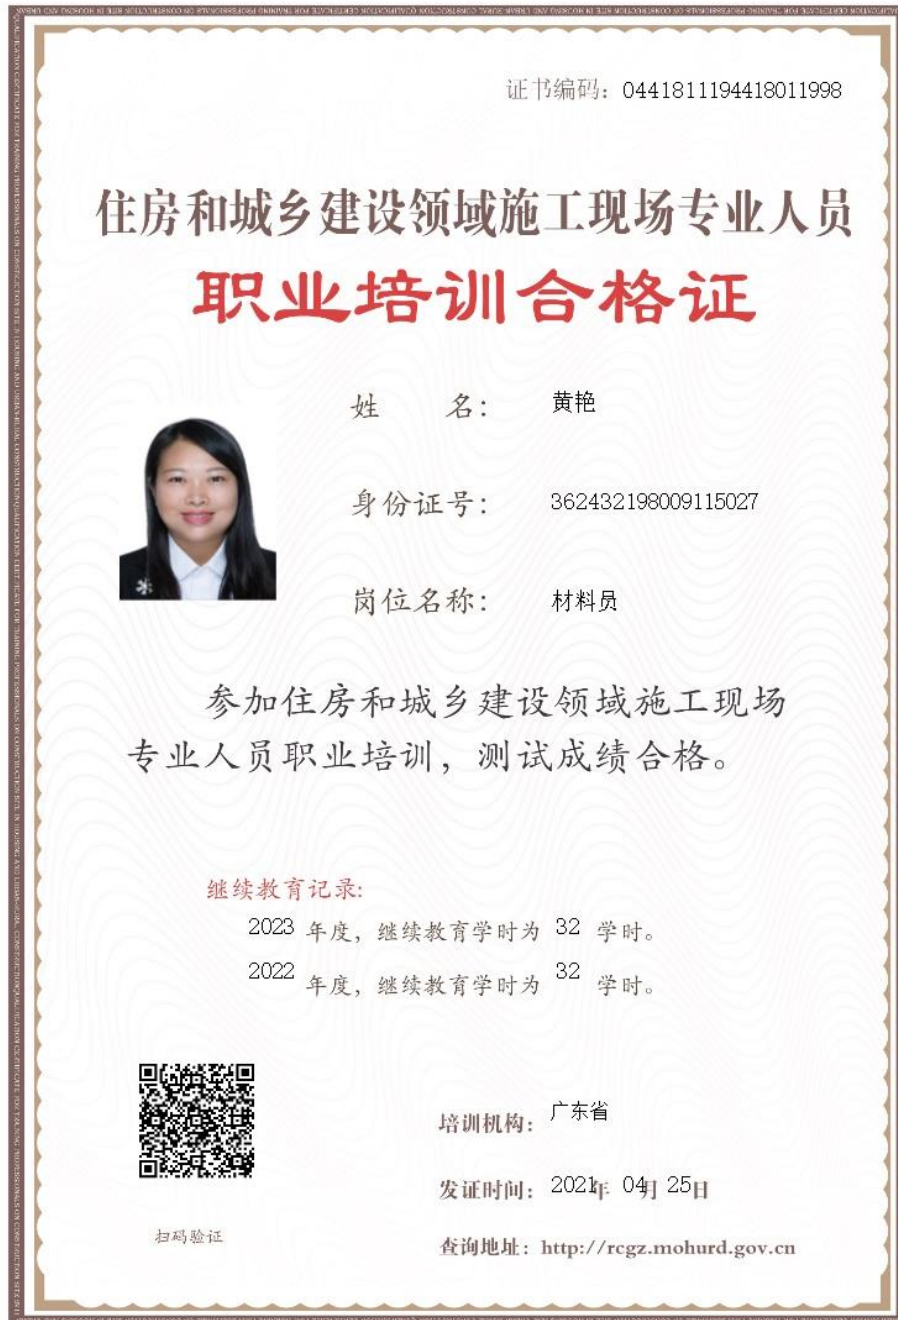 证书编码：0441811194418011998
住房和城乡建设领域施工现场专业人员
职业培训合格证
姓 名： 黄艳
身份证号： 362432198009115027
岗位名称： 材料员
参加住房和城乡建设领域施工现场
专业人员职业培训，测试成绩合格。
继续教育记录:
2023 年度，继续教育学时为 32 学时。
2022 年度，继续教育学时为 32 学时。
培训机构： 广东省
发证时间： 2021年 04月 25日
扫码验证
查询地址：http://rcgz.mohurd.gov.cn